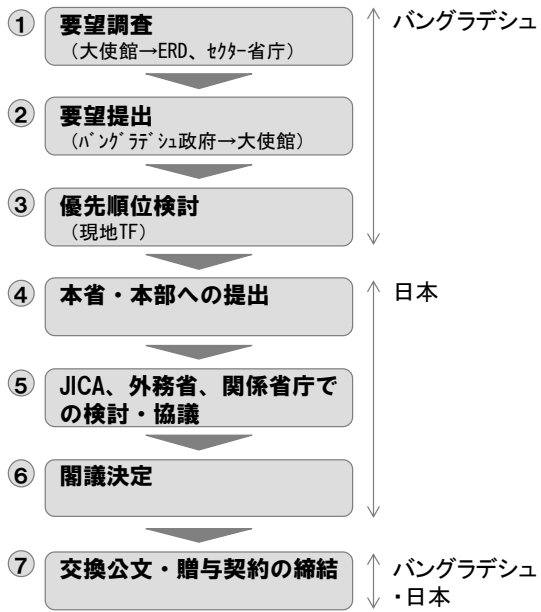 ① 要望調査
（大使館→ERD、ｾｸﾀｰ省庁）
バングラデシュ
② 要望提出
（ﾊﾞﾝｸﾞﾗﾃﾞｼｭ政府→大使館）
③ 優先順位検討
（現地TF）
④ 本省・本部への提出
日本
⑤ JICA、外務省、関係省庁で
の検討・協議
⑥ 閣議決定
⑦ 交換公文・贈与契約の締結
バングラデシュ
・日本